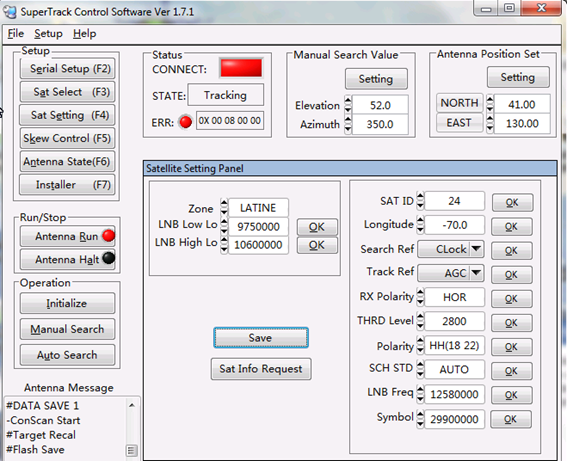 SuperTrack Control Software Ver 1.7.1
File Setup Help
Setup
Serial Setup (F2)
Sat Select (F3)
Sat Setting (F4)
Skew Control (F5)
Antenna State(F6)
Installer (F7)
Run/Stop
Antenna Run
Antenna Halt
Operation
Initialize
Manual Search
Auto Search
Antenna Message
#DATA SAVE 1
-ConScan Start
#Target Recal
#Flash Save
Status
CONNECT:
STATE: Tracking
ERR: 0X 00 08 00 00
Manual Search Value
Setting
Elevation 52.0
Azimuth 350.0
Antenna Position Set
Setting
NORTH 41.00
EAST 130.00
Satellite Setting Panel
Zone LATINE
LNB Low Lo 9750000 OK
LNB High Lo 10600000 OK
Save
Sat Info Request
SAT ID 24 OK
Longitude -70.0 OK
Search Ref CLock OK
Track Ref AGC OK
RX Polarity HOR OK
THRD Level 2800 OK
Polarity HH(18 22) OK
SCH STD AUTO OK
LNB Freq 12580000 OK
Symbol 29900000 OK